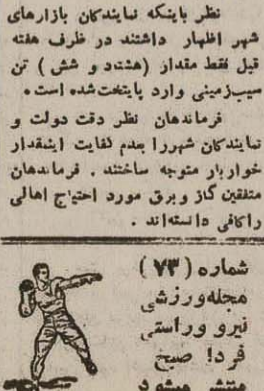 نظر باینکه نمایندگان بازارهای
شهر اظهار داشتند در ظرف هفته
قبل فقط مقدار (هشتاد و شش) تن
سیب‌زمینی وارد پایتخت شده است.
فرماندهان نظر دقت دولت و
نمایندگان شهررا بعدم کفایت اینمقدار
خواربار متوجه ساختند . فرماندهان
متفقین گاز و برق مورد احتیاج اهالی
راکافی دانسته‌اند .
شماره (۷۳)
مجله‌ورزشی
نیرو وراستی
فردا صبح
منتشر میشود